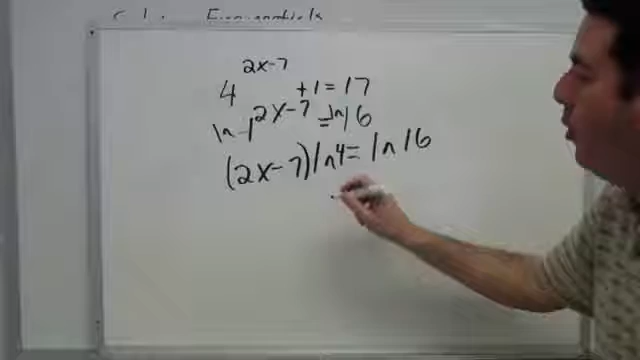 4^{2x-7} + 1 = 17
ln 4^{2x-7} = ln 16
(2x-7) ln 4 = ln 16